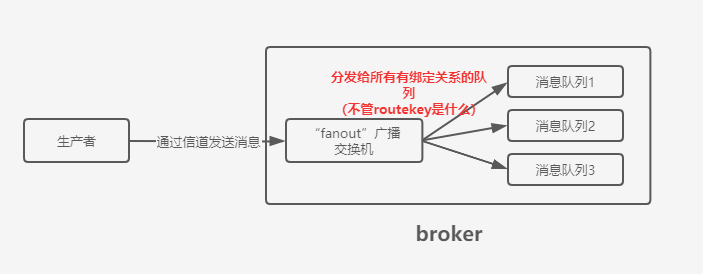 分发给所有有绑定关系的队
列
（不管routekey是什么）
消息队列1
生产者
通过信道发送消息
“fanout”广播
交换机
消息队列2
消息队列3
broker